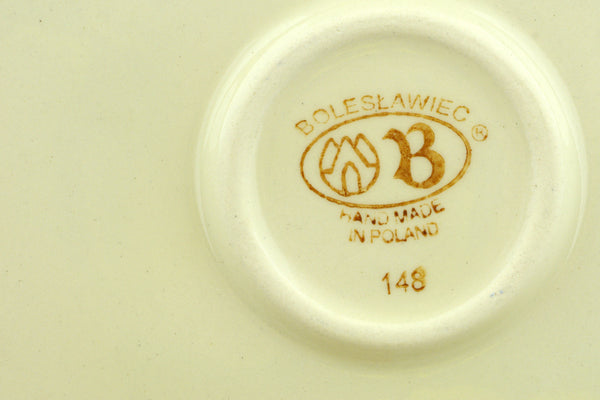 BOLESŁAWIEC ®
B
HAND MADE
IN POLAND
148